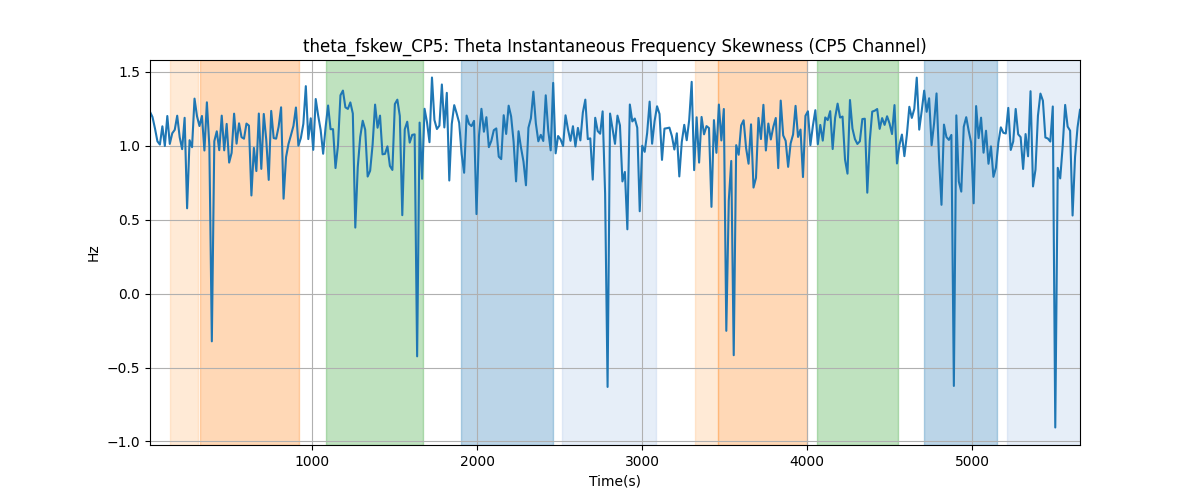 theta_fskew_CP5: Theta Instantaneous Frequency Skewness (CP5 Channel)
1.5
1.0
0.5
0.0
−0.5
−1.0
Hz
1000 2000 3000 4000 5000
Time(s)